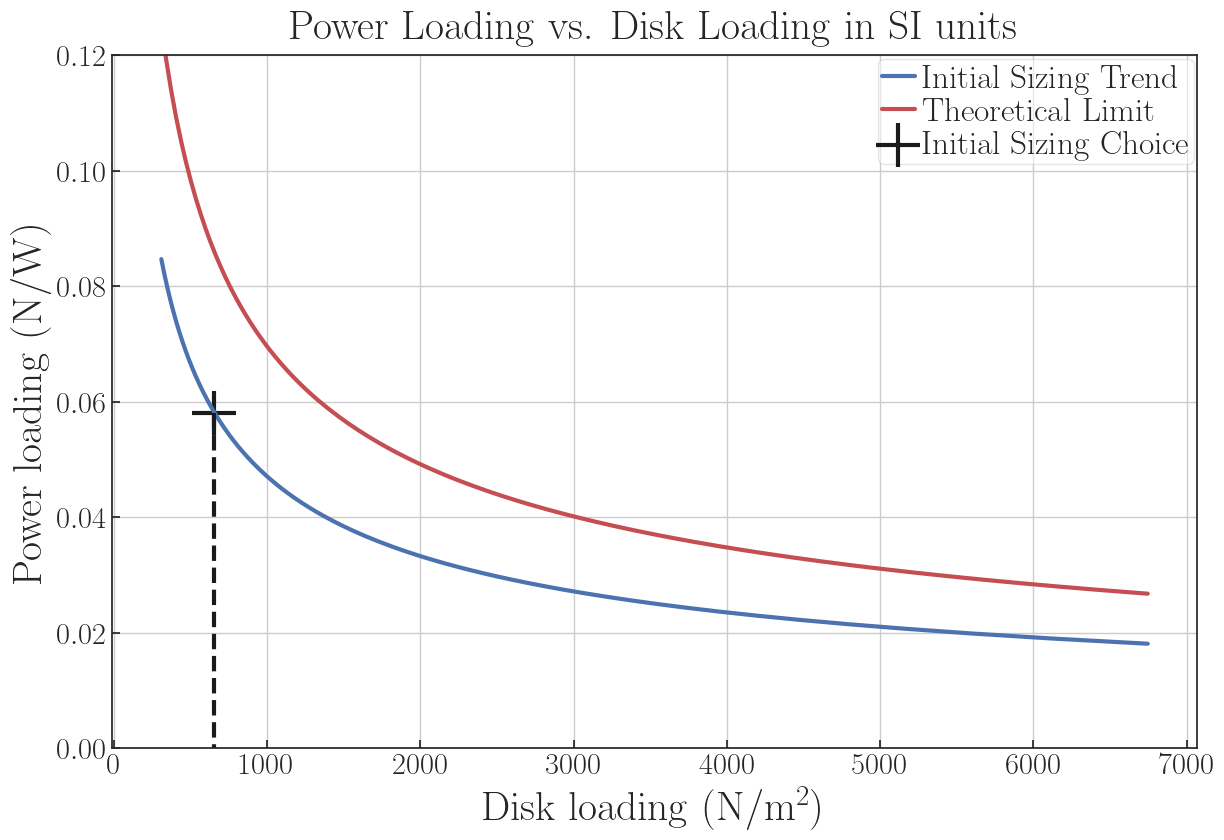 Power Loading vs. Disk Loading in SI units
0.12
0.10
0.08
0.06
0.04
0.02
0.00
Power loading (N/W)
Initial Sizing Trend
Theoretical Limit
Initial Sizing Choice
0 1000 2000 3000 4000 5000 6000 7000
Disk loading (N/m²)